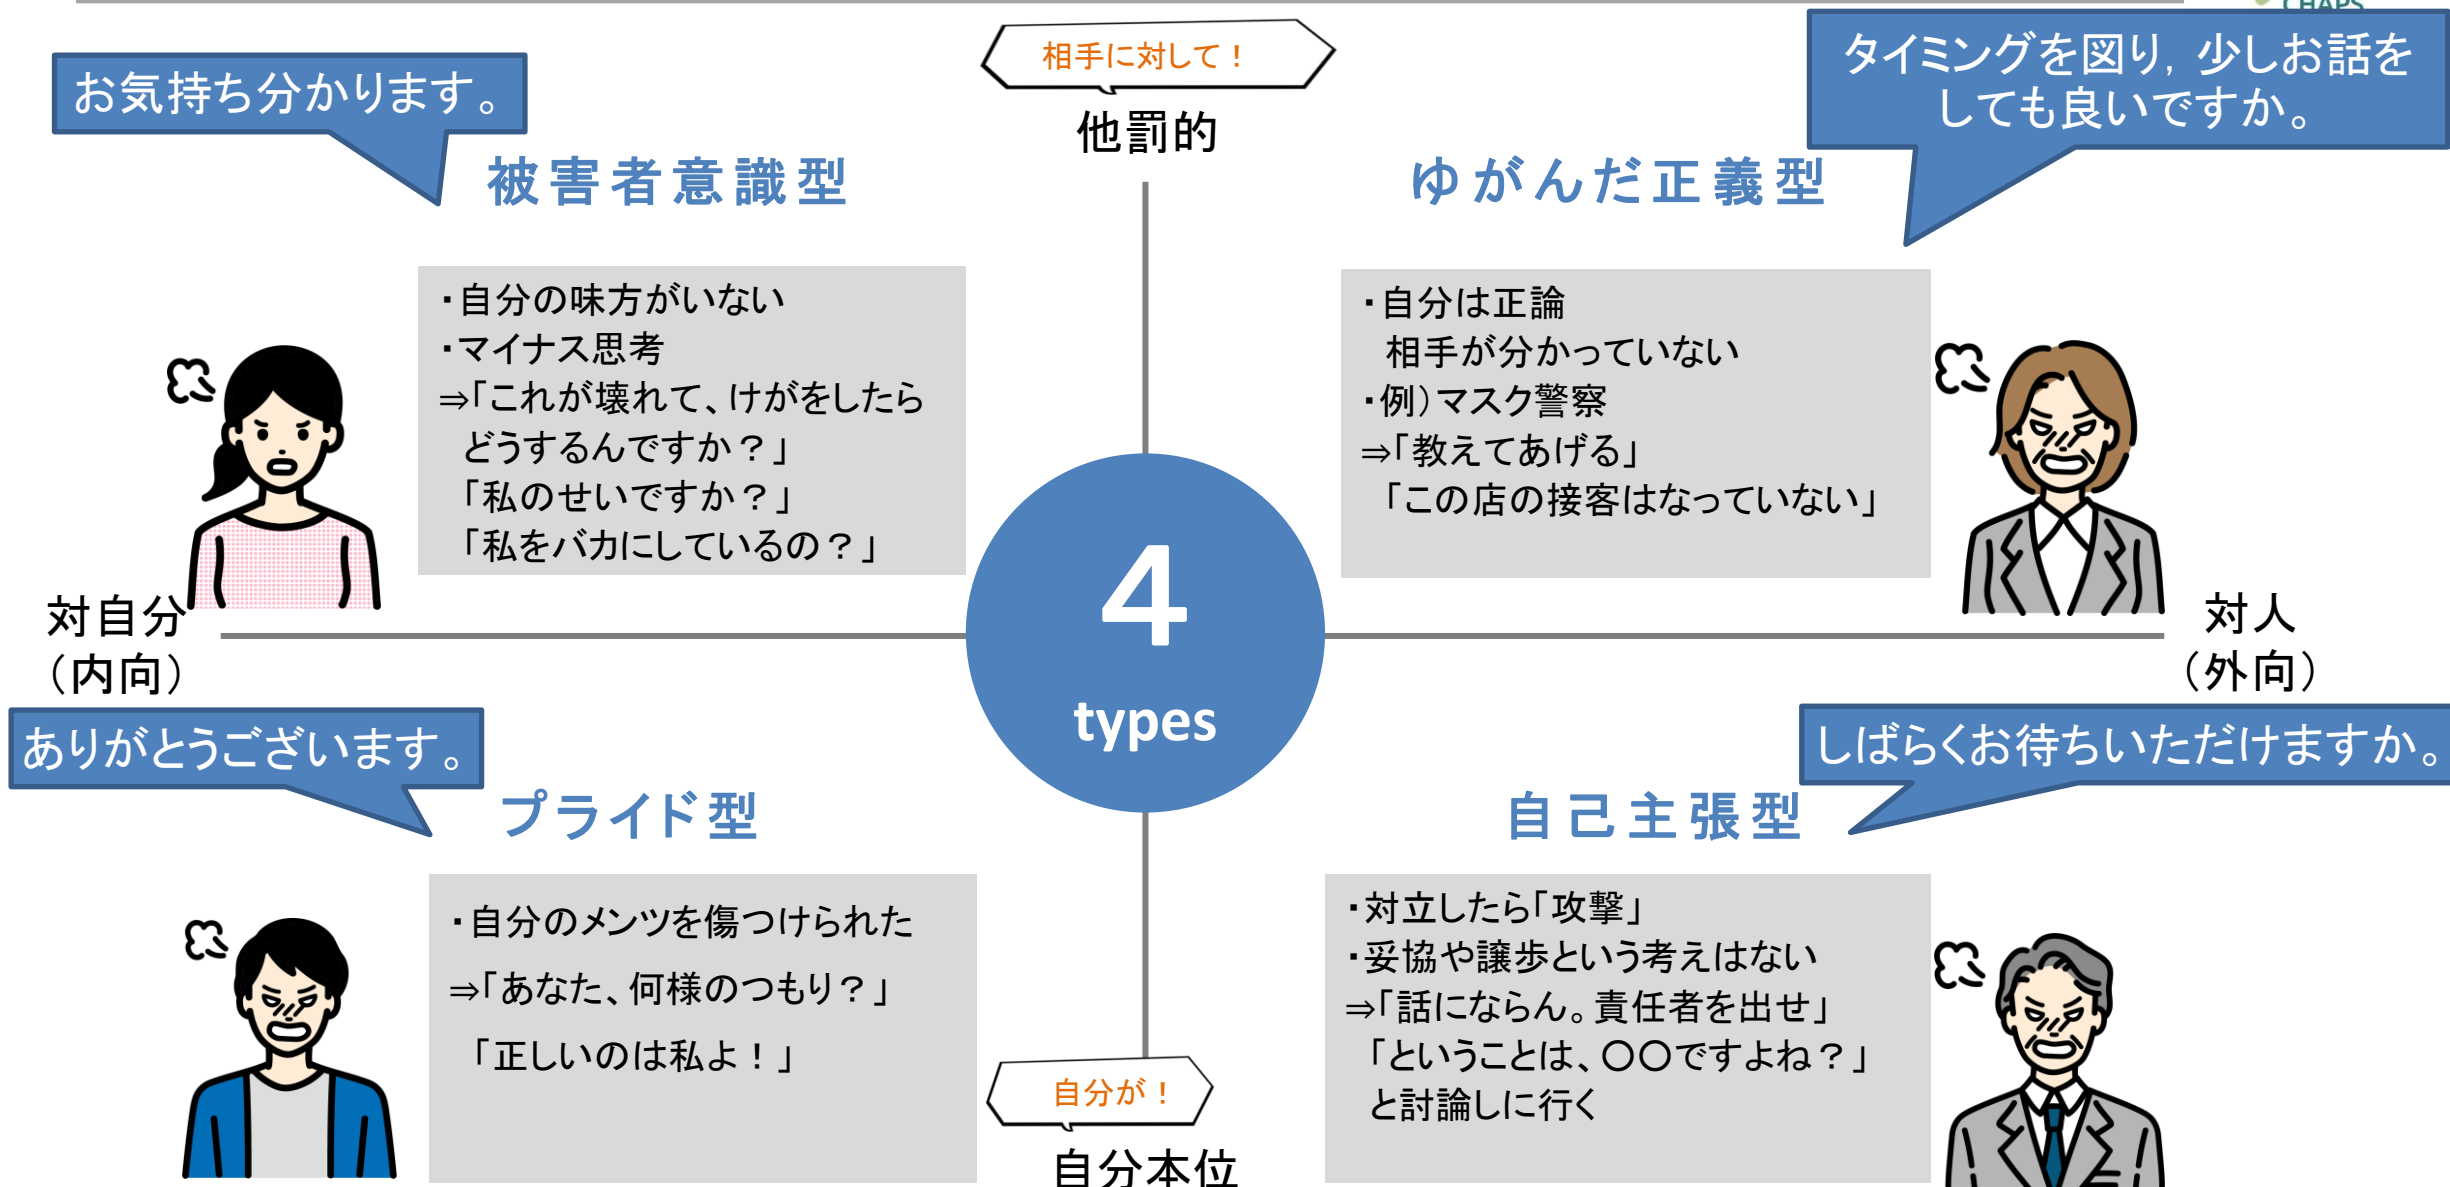 CHAPS
相手に対して！
他罰的
お気持ち分かります。
被害者意識型
・自分の味方がいない
・マイナス思考
⇒「これが壊れて、けがをしたら
どうするんですか？」
「私のせいですか？」
「私をバカにしているの？」
タイミングを図り，少しお話を
しても良いですか。
ゆがんだ正義型
・自分は正論
相手が分かっていない
・例）マスク警察
⇒「教えてあげる」
「この店の接客はなっていない」
対自分
（内向）
4
types
対人
（外向）
ありがとうございます。
プライド型
・自分のメンツを傷つけられた
⇒「あなた、何様のつもり？」
「正しいのは私よ！」
しばらくお待ちいただけますか。
自己主張型
・対立したら「攻撃」
・妥協や譲歩という考えはない
⇒「話にならん。責任者を出せ」
「ということは、〇〇ですよね？」
と討論しに行く
自分が！
自分本位